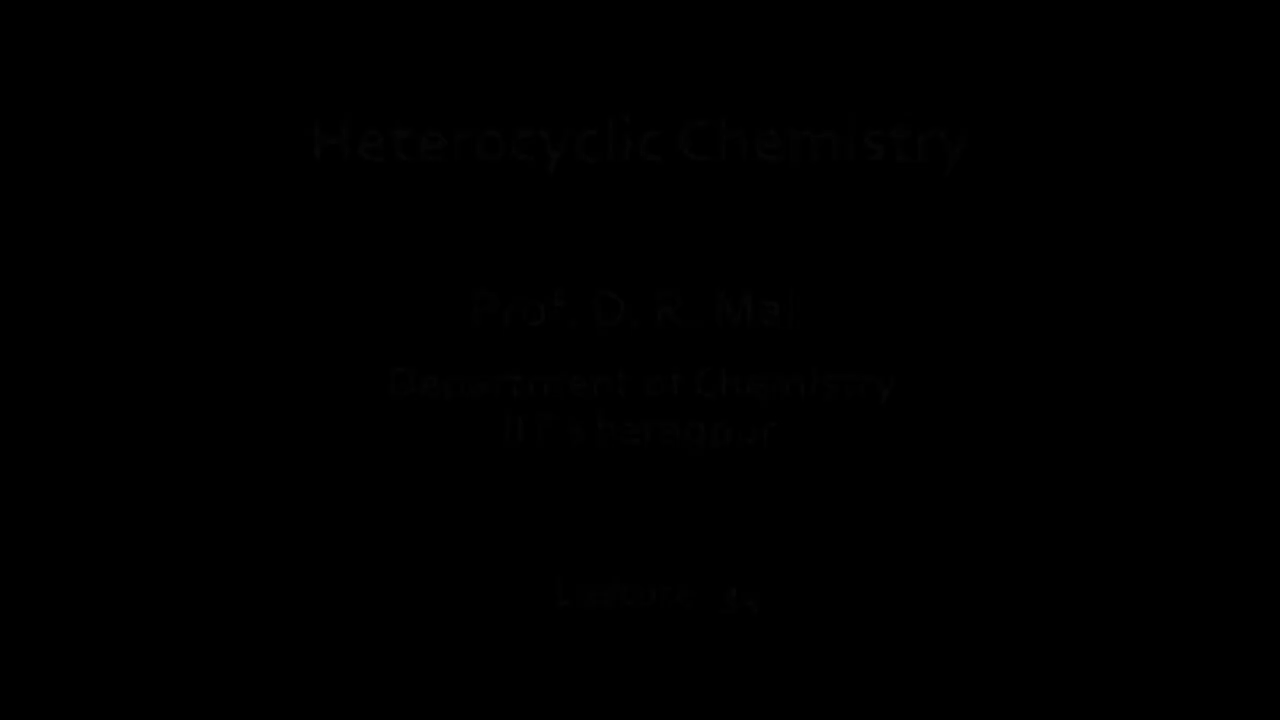 Heterocyclic Chemistry
Prof. D. R. Mal
Department of Chemistry
IIT Kharagpur
Lecture